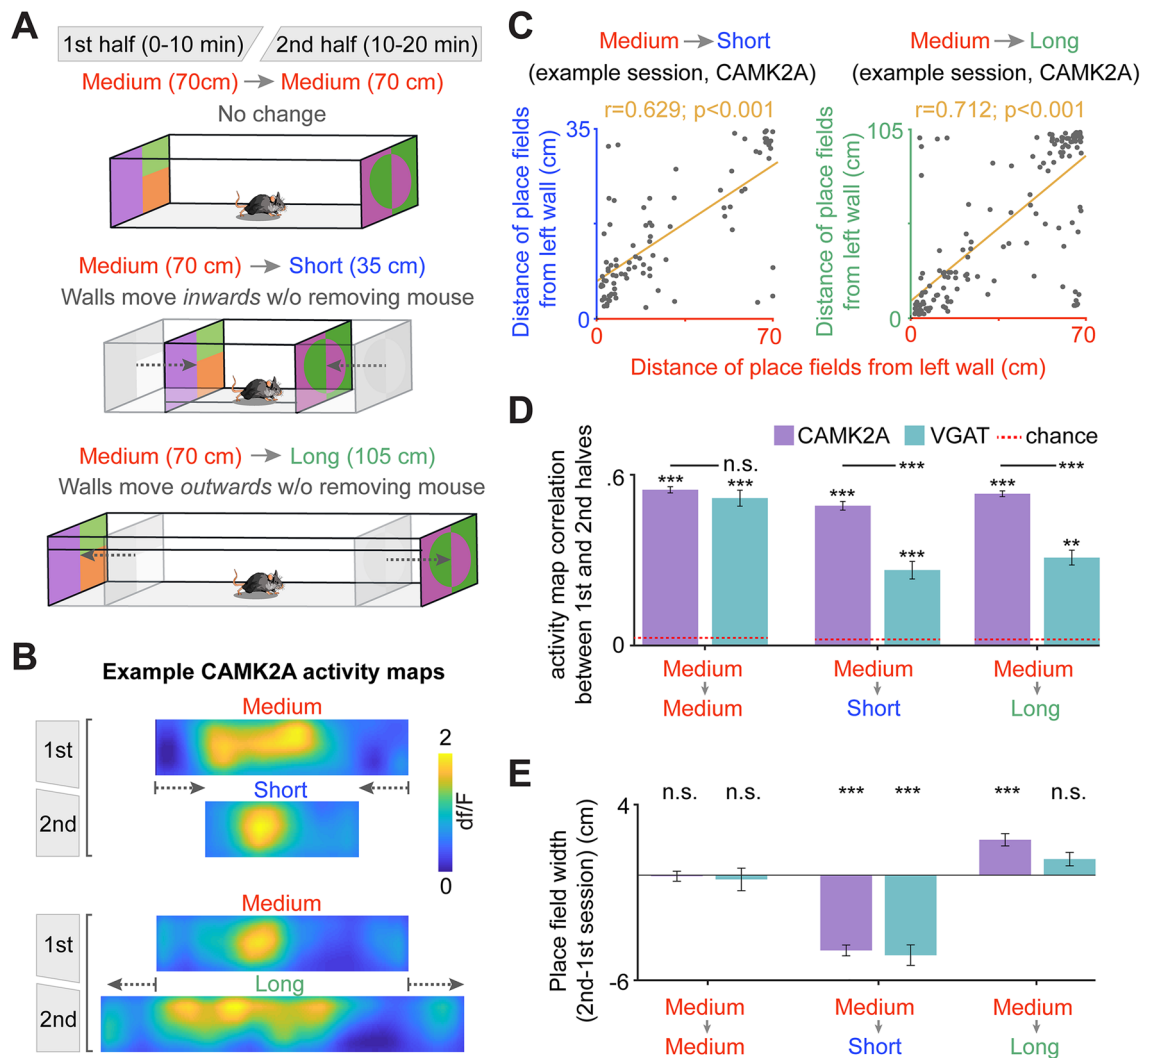 A
1st half (0-10 min)
2nd half (10-20 min)
Medium (70cm) → Medium (70 cm)
No change
Medium (70 cm) → Short (35 cm)
Walls move inwards w/o removing mouse
Medium (70 cm) → Long (105 cm)
Walls move outwards w/o removing mouse
B
Example CAMK2A activity maps
Medium
1st
Short
2nd
2
df/F
0
Medium
1st
Long
2nd
C
Medium → Short
(example session, CAMK2A)
r=0.629; p<0.001
Distance of place fields
from left wall (cm)
35
0
0
70
Medium → Long
(example session, CAMK2A)
r=0.712; p<0.001
Distance of place fields
from left wall (cm)
105
0
0
70
Distance of place fields from left wall (cm)
D
CAMK2A
VGAT
chance
activity map correlation
between 1st and 2nd halves
.6
0
n.s.
***
***
***
***
***
***
***
**
Medium
↓
Medium
Medium
↓
Short
Medium
↓
Long
E
Place field width
(2nd-1st session) (cm)
4
-6
n.s.
n.s.
***
***
***
n.s.
Medium
↓
Medium
Medium
↓
Short
Medium
↓
Long